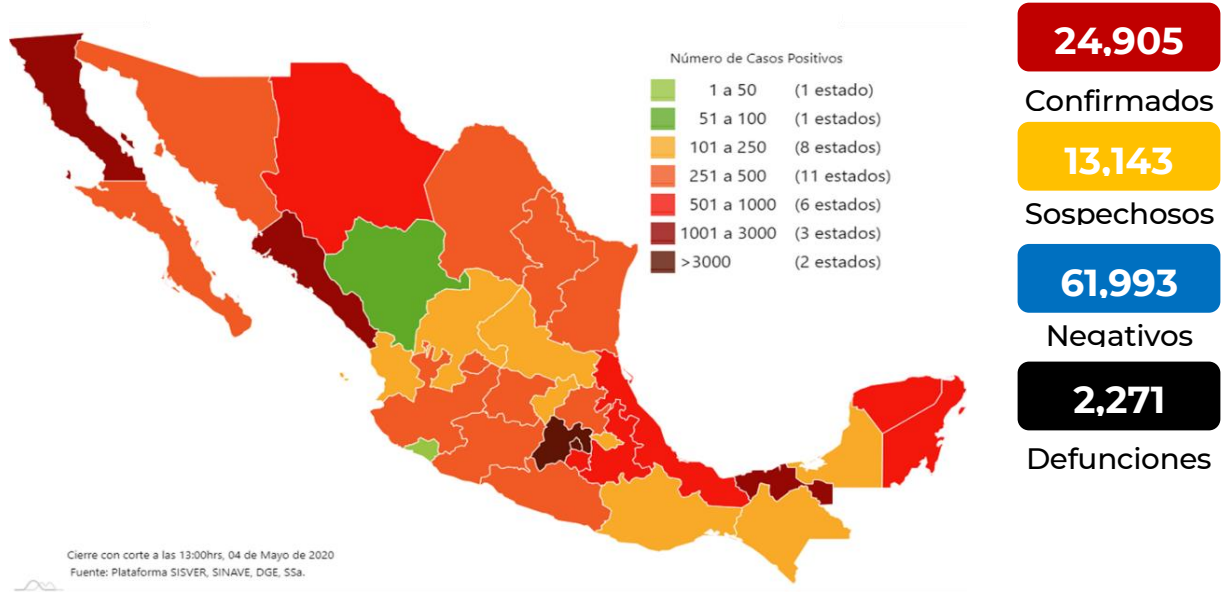 Número de Casos Positivos
1 a 50 (1 estado)
51 a 100 (1 estados)
101 a 250 (8 estados)
251 a 500 (11 estados)
501 a 1000 (6 estados)
1001 a 3000 (3 estados)
>3000 (2 estados)
Cierre con corte a las 13:00hrs, 04 de Mayo de 2020
Fuente: Plataforma SISVER, SINAVE, DGE, SSa.
24,905
Confirmados
13,143
Sospechosos
61,993
Negativos
2,271
Defunciones